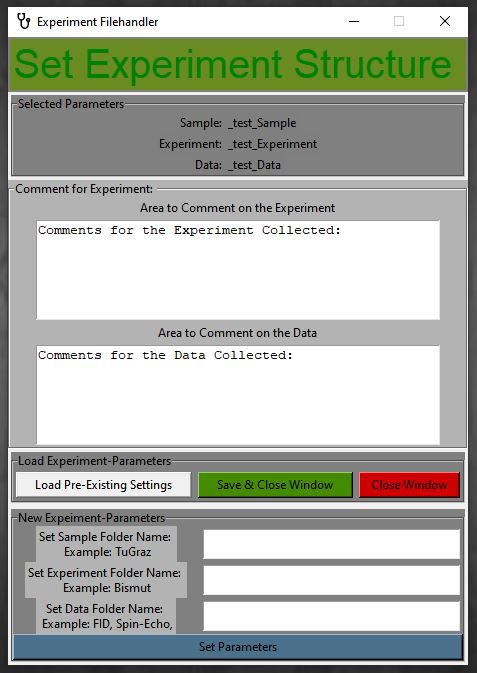 Experiment Filehandler
Set Experiment Structure
Selected Parameters
Sample: _test_Sample
Experiment: _test_Experiment
Data: _test_Data
Comment for Experiment:
Area to Comment on the Experiment
Comments for the Experiment Collected:
Area to Comment on the Data
Comments for the Data Collected:
Load Experiment-Parameters
Load Pre-Existing Settings
Save & Close Window
Close Window
New Expeiment-Parameters
Set Sample Folder Name:
Example: TuGraz
Set Experiment Folder Name:
Example: Bismut
Set Data Folder Name:
Example: FID, Spin-Echo,
Set Parameters